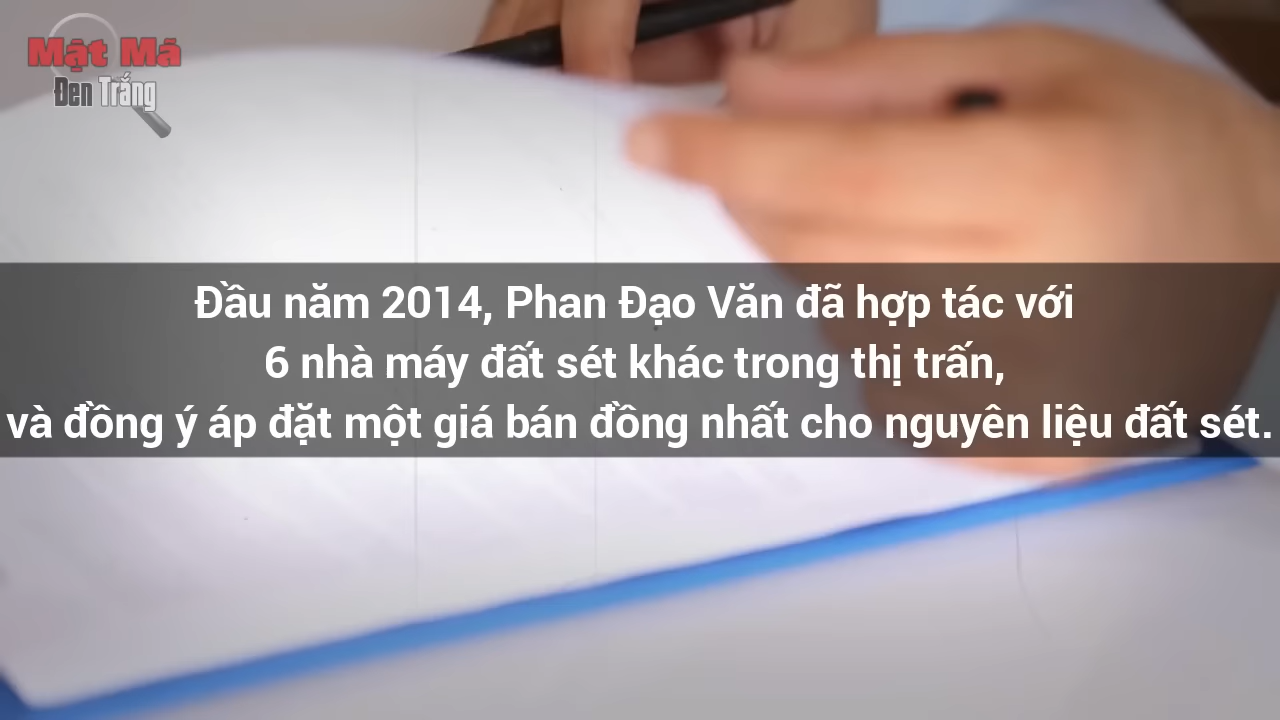 Mật Mã
Đen Trắng
Đầu năm 2014, Phan Đạo Văn đã hợp tác với
6 nhà máy đất sét khác trong thị trấn,
và đồng ý áp đặt một giá bán đồng nhất cho nguyên liệu đất sét.